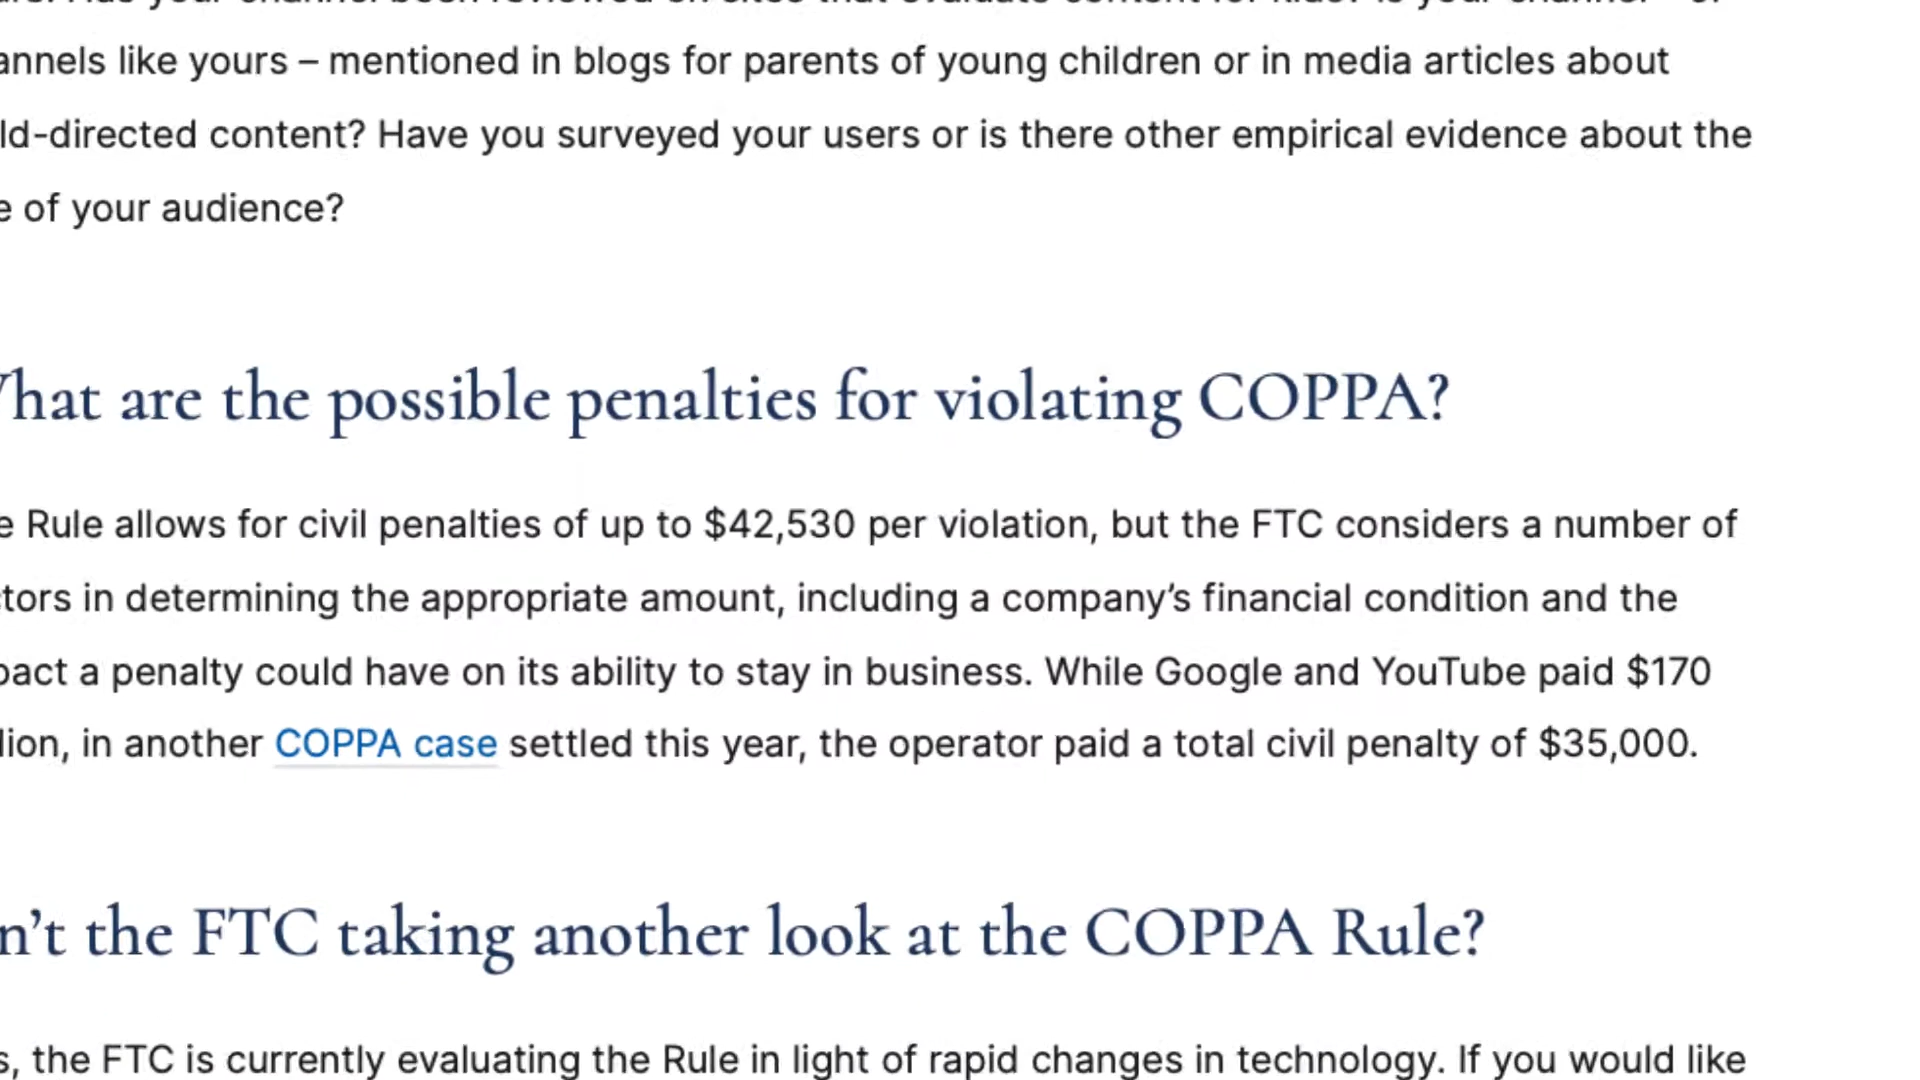 channel
annels like yours – mentioned in blogs for parents of young children or in media articles about
ld-directed content? Have you surveyed your users or is there other empirical evidence about the
e of your audience?
What are the possible penalties for violating COPPA?
e Rule allows for civil penalties of up to $42,530 per violation, but the FTC considers a number of
tors in determining the appropriate amount, including a company’s financial condition and the
pact a penalty could have on its ability to stay in business. While Google and YouTube paid $170
lion, in another COPPA case settled this year, the operator paid a total civil penalty of $35,000.
n’t the FTC taking another look at the COPPA Rule?
s, the FTC is currently evaluating the Rule in light of rapid changes in technology. If you would like